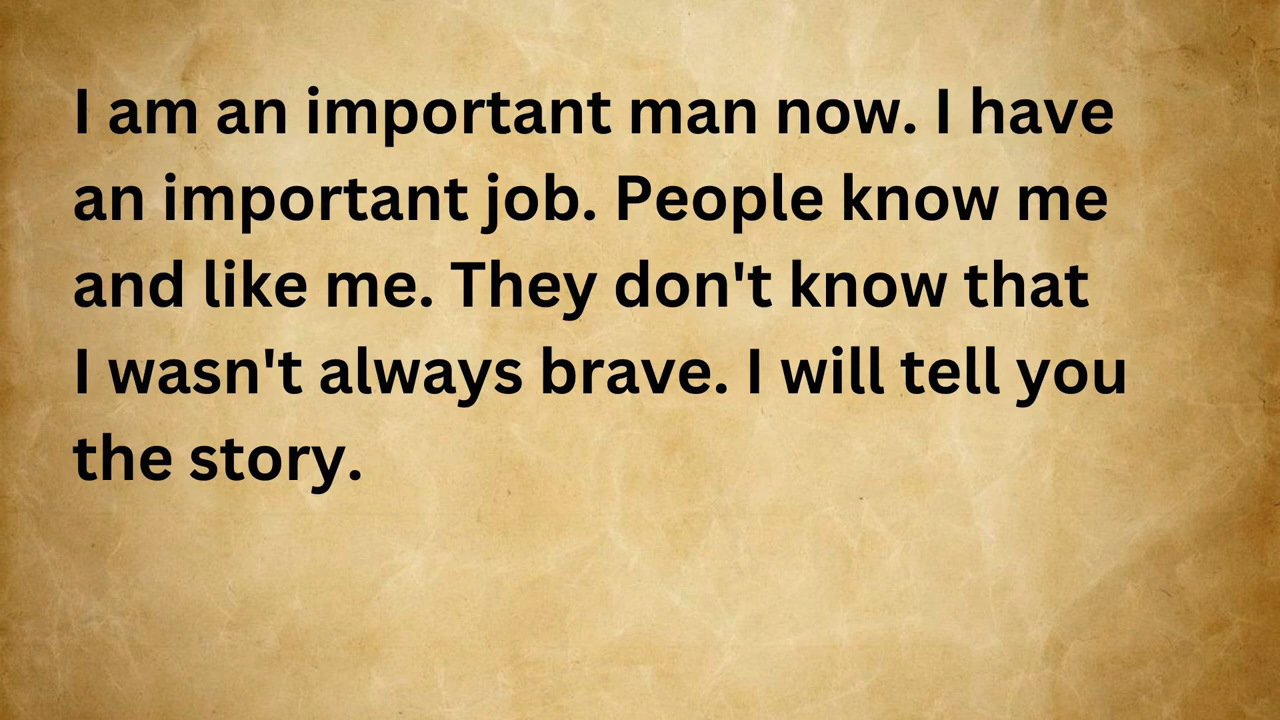 I am an important man now. I have
an important job. People know me
and like me. They don't know that
I wasn't always brave. I will tell you
the story.